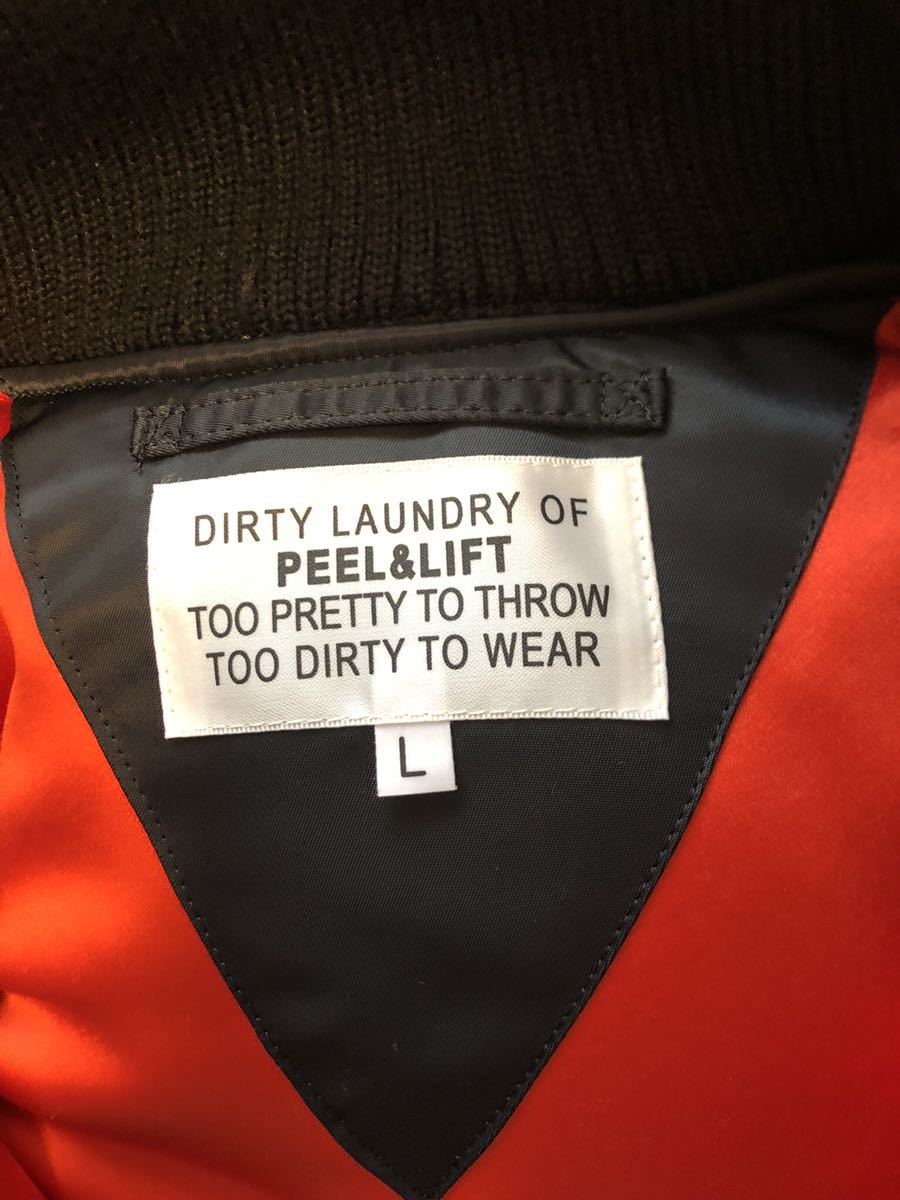 DIRTY LAUNDRY OF
PEEL&LIFT
TOO PRETTY TO THROW
TOO DIRTY TO WEAR
L